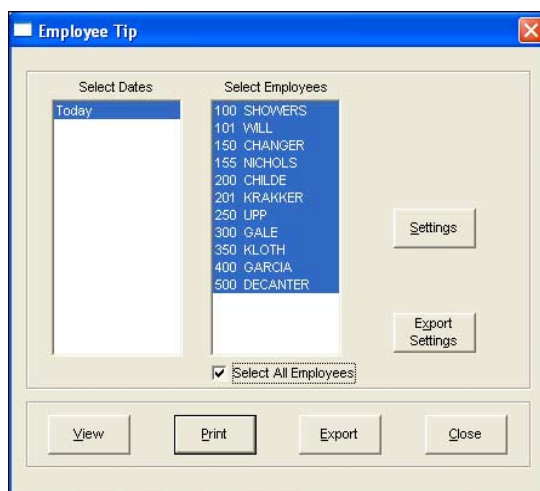 Employee Tip
Select Dates
Today
Select Employees
100 SHOWERS
101 WILL
150 CHANGER
155 NICHOLS
200 CHILDE
201 KRAKKER
250 UPP
300 GALE
350 KLOTH
400 GARCIA
500 DECANTER
Select All Employees
Settings
Export
Settings
View
Print
Export
Close